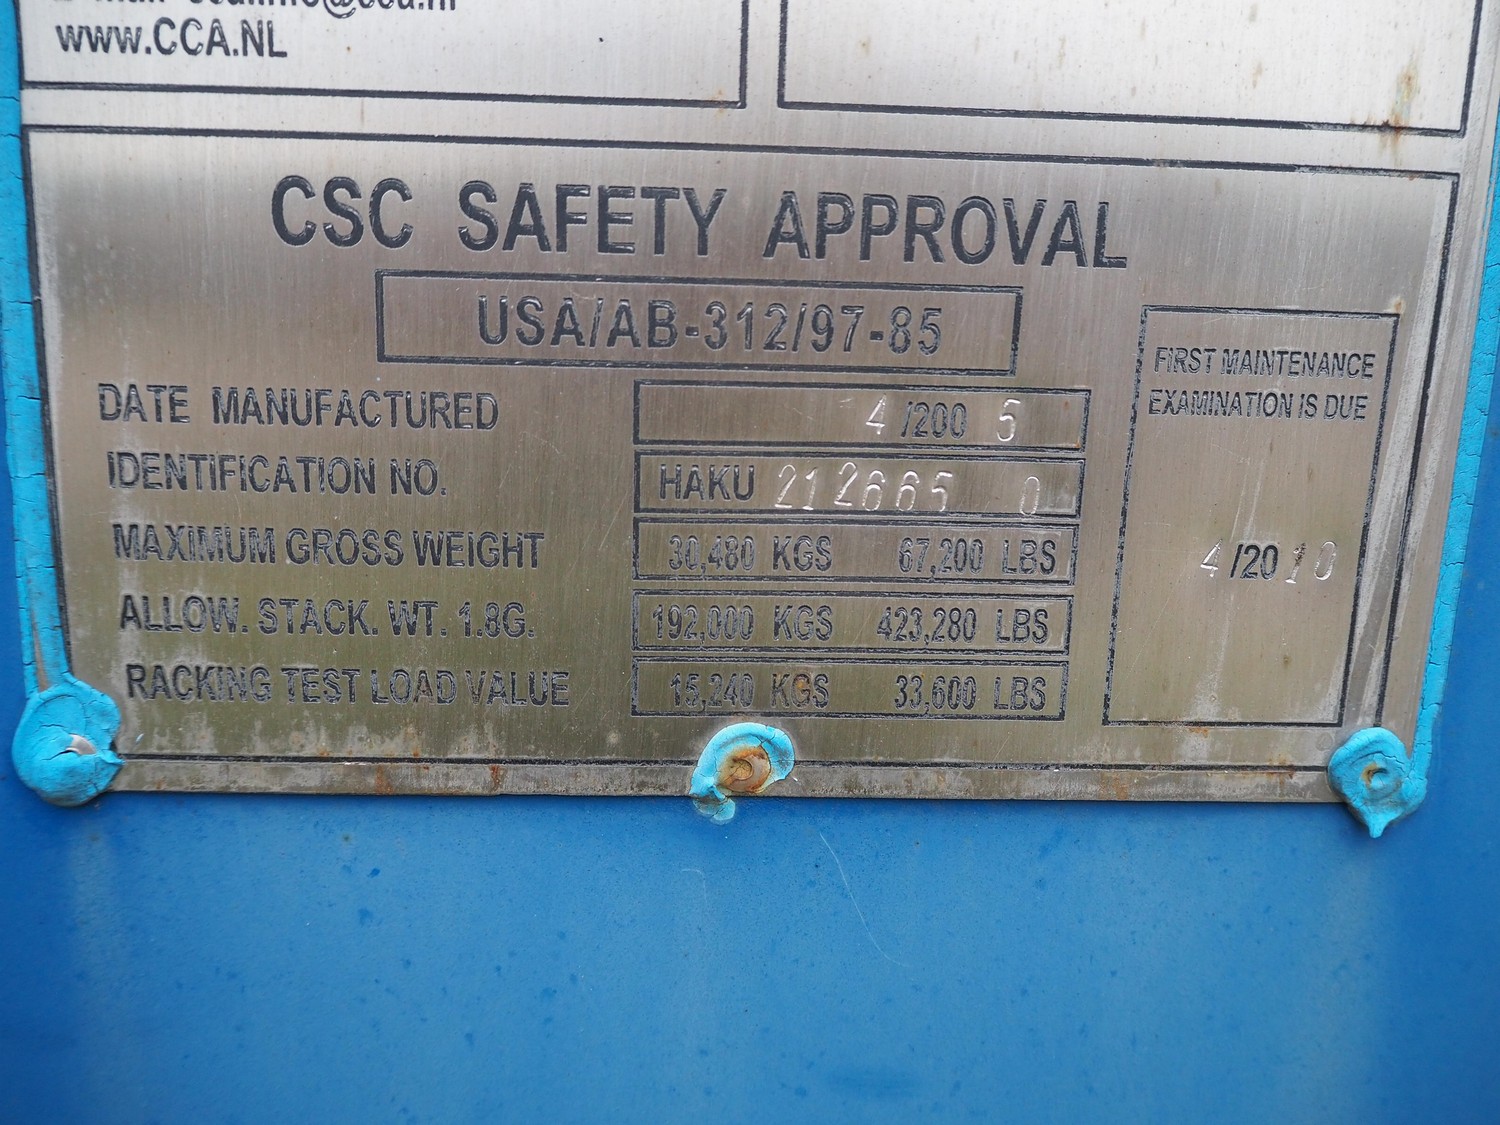 www.CCA.NL
CSC SAFETY APPROVAL
USA/AB-312/97-85
DATE MANUFACTURED 4 /200 5
IDENTIFICATION NO. HAKU 212665 0
MAXIMUM GROSS WEIGHT 30,480 KGS 67,200 LBS
ALLOW. STACK. WT. 1.8G. 192,000 KGS 423,280 LBS
RACKING TEST LOAD VALUE 15,240 KGS 33,600 LBS
FIRST MAINTENANCE
EXAMINATION IS DUE
4 /20 10